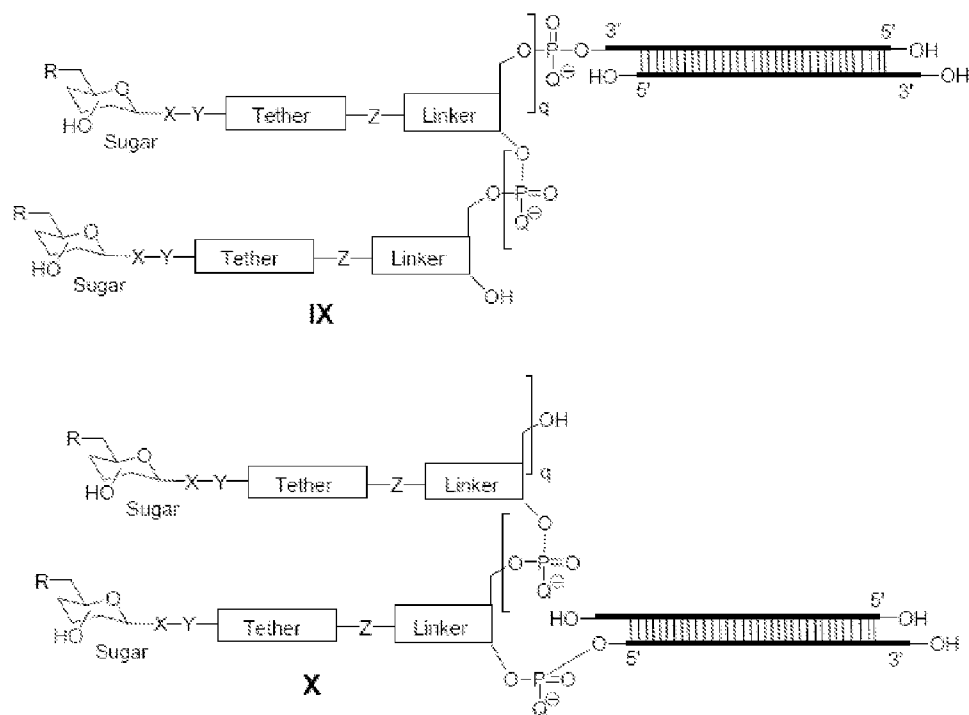 O
O–P–O 3" 5' OH
Q⊖
R
O
HO X–Y Tether Z Linker
Sugar
q
HO 5' 3' OH
O
O–P=O
Q⊖
R
O
HO X–Y Tether Z Linker
Sugar
OH
IX
OH
R
O
HO X–Y Tether Z Linker
Sugar
q
O
O–P=O
Q⊖
R
O
HO X–Y Tether Z Linker
Sugar
HO 5' OH
O 5' 3' OH
O–P=O
Q⊖
X